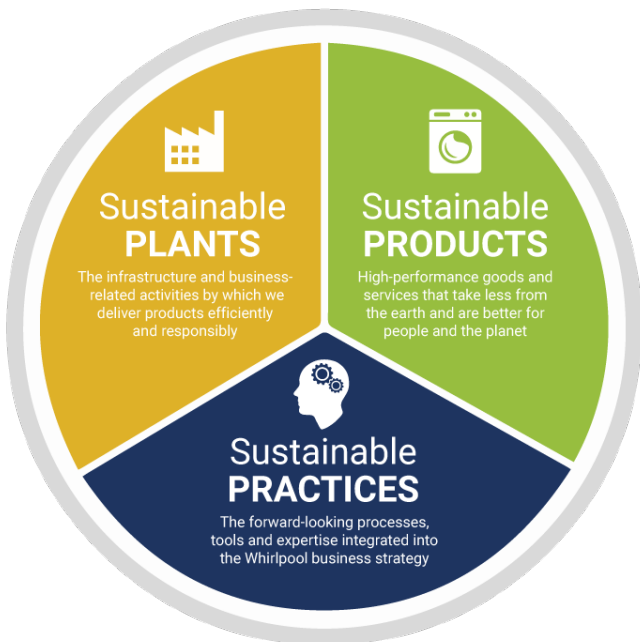 Sustainable
PLANTS
The infrastructure and business-
related activities by which we
deliver products efficiently
and responsibly
Sustainable
PRODUCTS
High-performance goods and
services that take less from
the earth and are better for
people and the planet
Sustainable
PRACTICES
The forward-looking processes,
tools and expertise integrated into
the Whirlpool business strategy